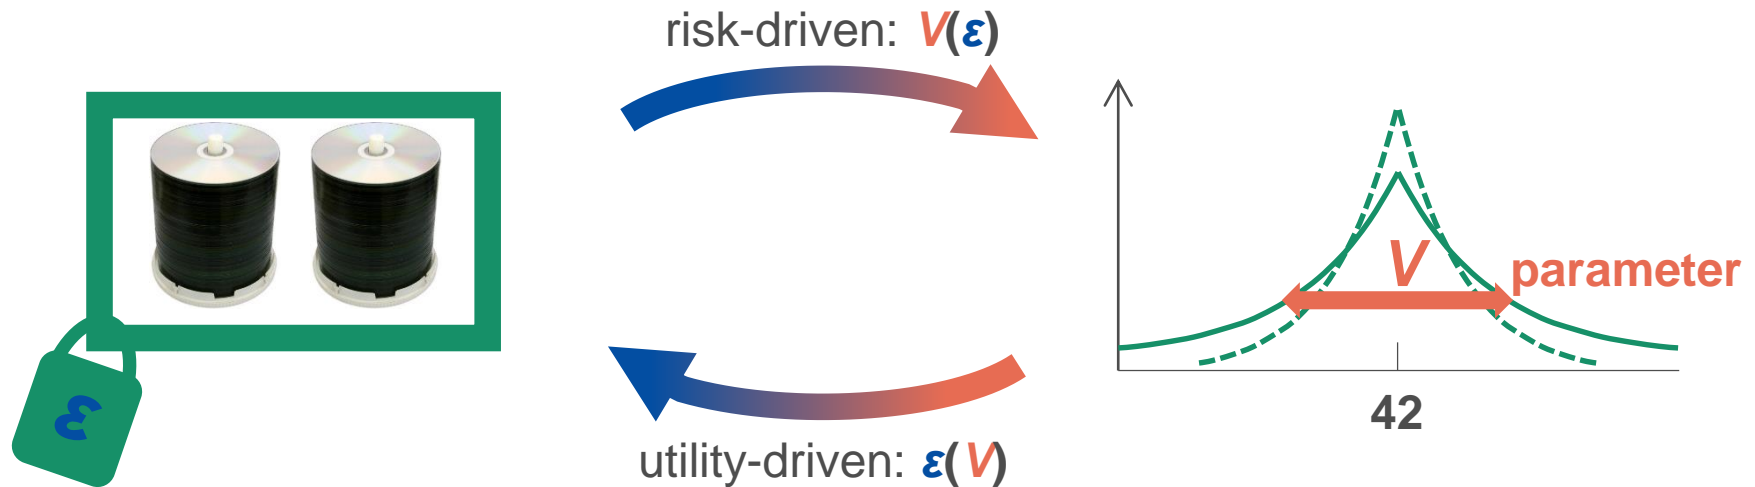 risk-driven: V(ε)
V
parameter
ε
42
utility-driven: ε(V)